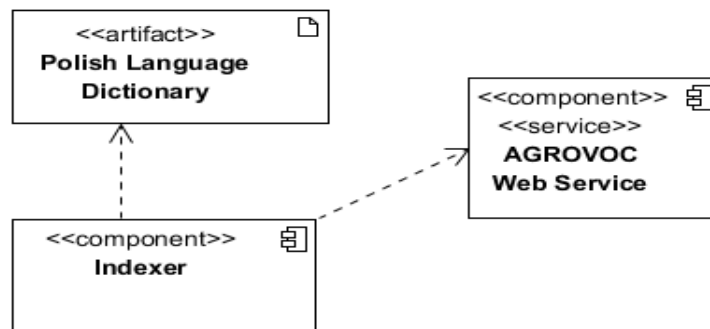 <<artifact>>
Polish Language
Dictionary
<<component>>
<<service>>
AGROVOC
Web Service
<<component>>
Indexer